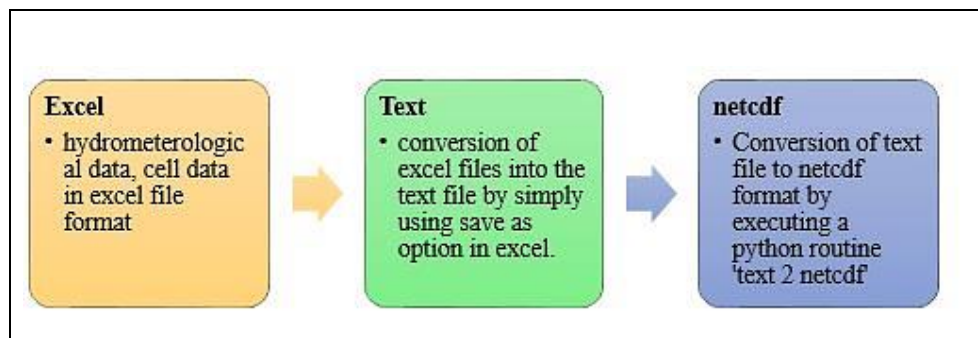 Excel
• hydrometerologic
al data, cell data
in excel file
format
Text
• conversion of
excel files into the
text file by simply
using save as
option in excel.
netcdf
• Conversion of text
file to netcdf
format by
executing a
python routine
'text 2 netcdf'